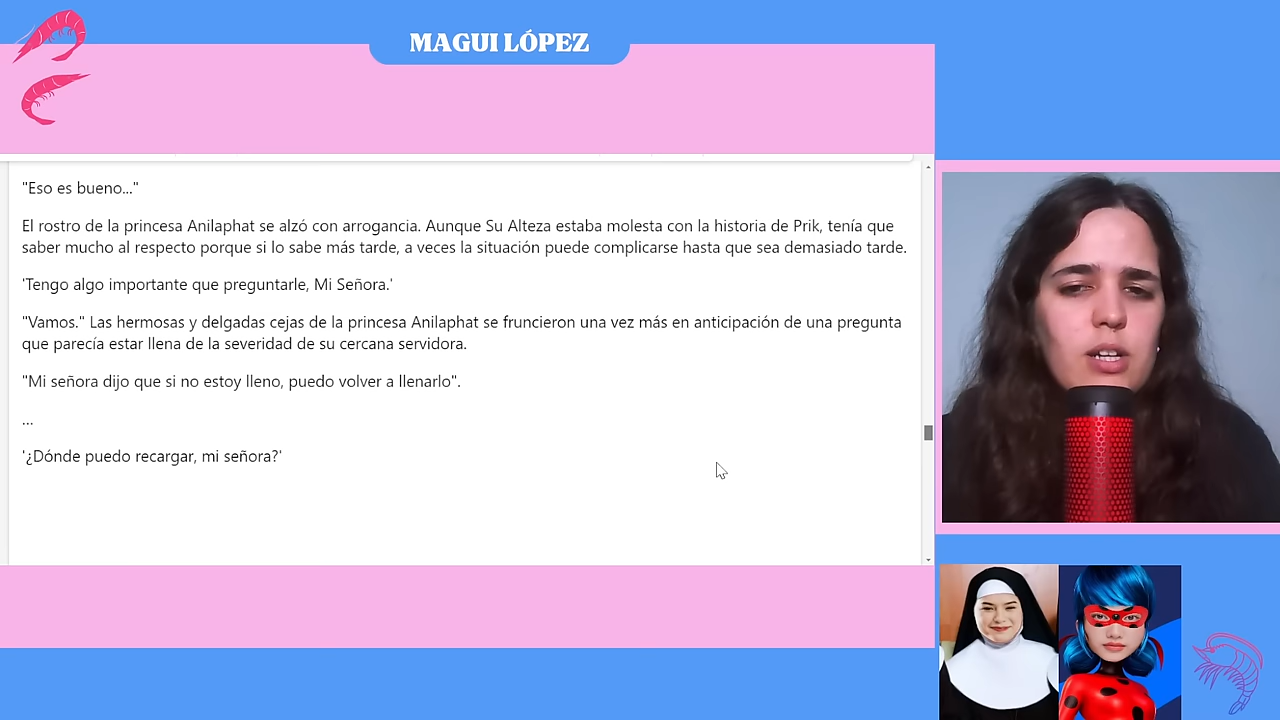 MAGUI LÓPEZ
"Eso es bueno..."
El rostro de la princesa Anilaphat se alzó con arrogancia. Aunque Su Alteza estaba molesta con la historia de Prik, tenía que
saber mucho al respecto porque si lo sabe más tarde, a veces la situación puede complicarse hasta que sea demasiado tarde.
'Tengo algo importante que preguntarle, Mi Señora.'
"Vamos." Las hermosas y delgadas cejas de la princesa Anilaphat se fruncieron una vez más en anticipación de una pregunta
que parecía estar llena de la severidad de su cercana servidora.
"Mi señora dijo que si no estoy lleno, puedo volver a llenarlo".
...
'¿Dónde puedo recargar, mi señora?'